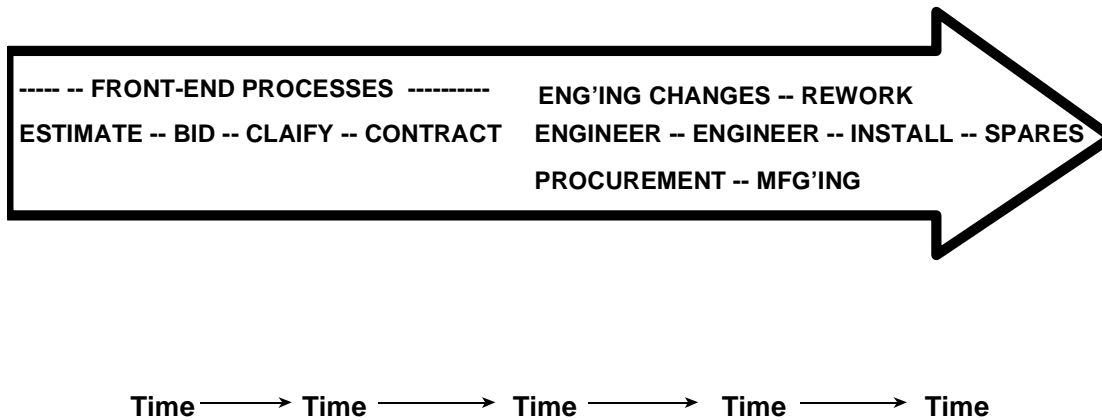 ----- -- FRONT-END PROCESSES ----------
ESTIMATE -- BID -- CLAIFY -- CONTRACT
ENG'ING CHANGES -- REWORK
ENGINEER -- ENGINEER -- INSTALL -- SPARES
PROCUREMENT -- MFG'ING
Time Time Time Time Time